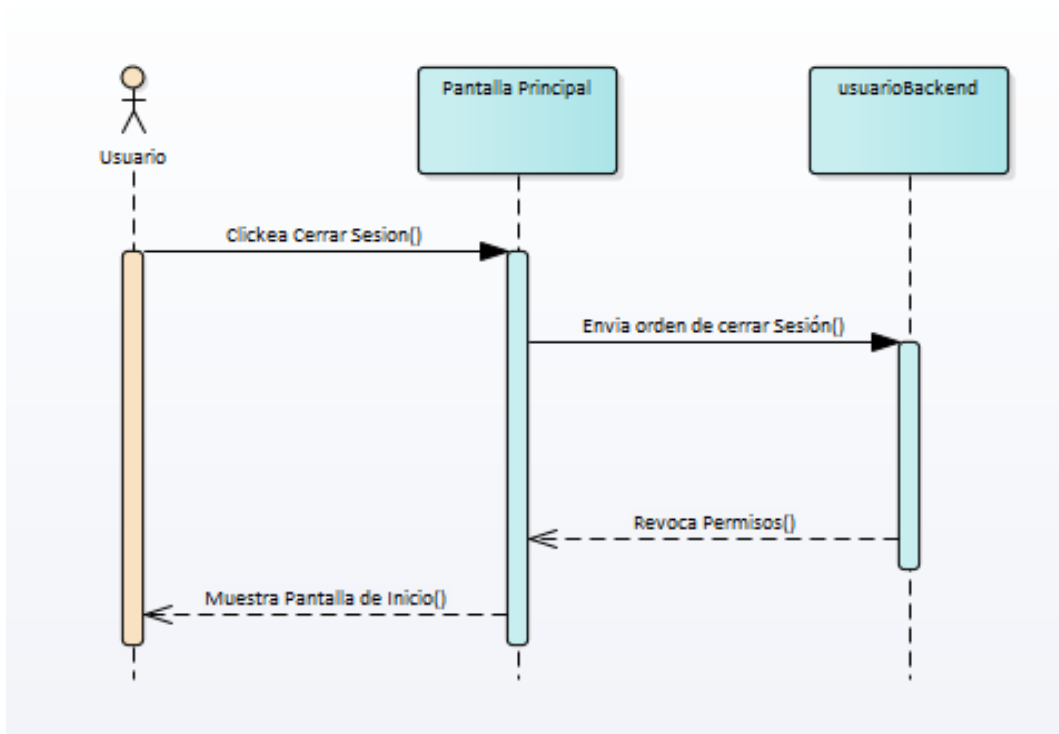 Pantalla Principal
usuarioBackend
Usuario
Clickea Cerrar Sesion()
Envia orden de cerrar Sesión()
Revoca Permisos()
Muestra Pantalla de Inicio()